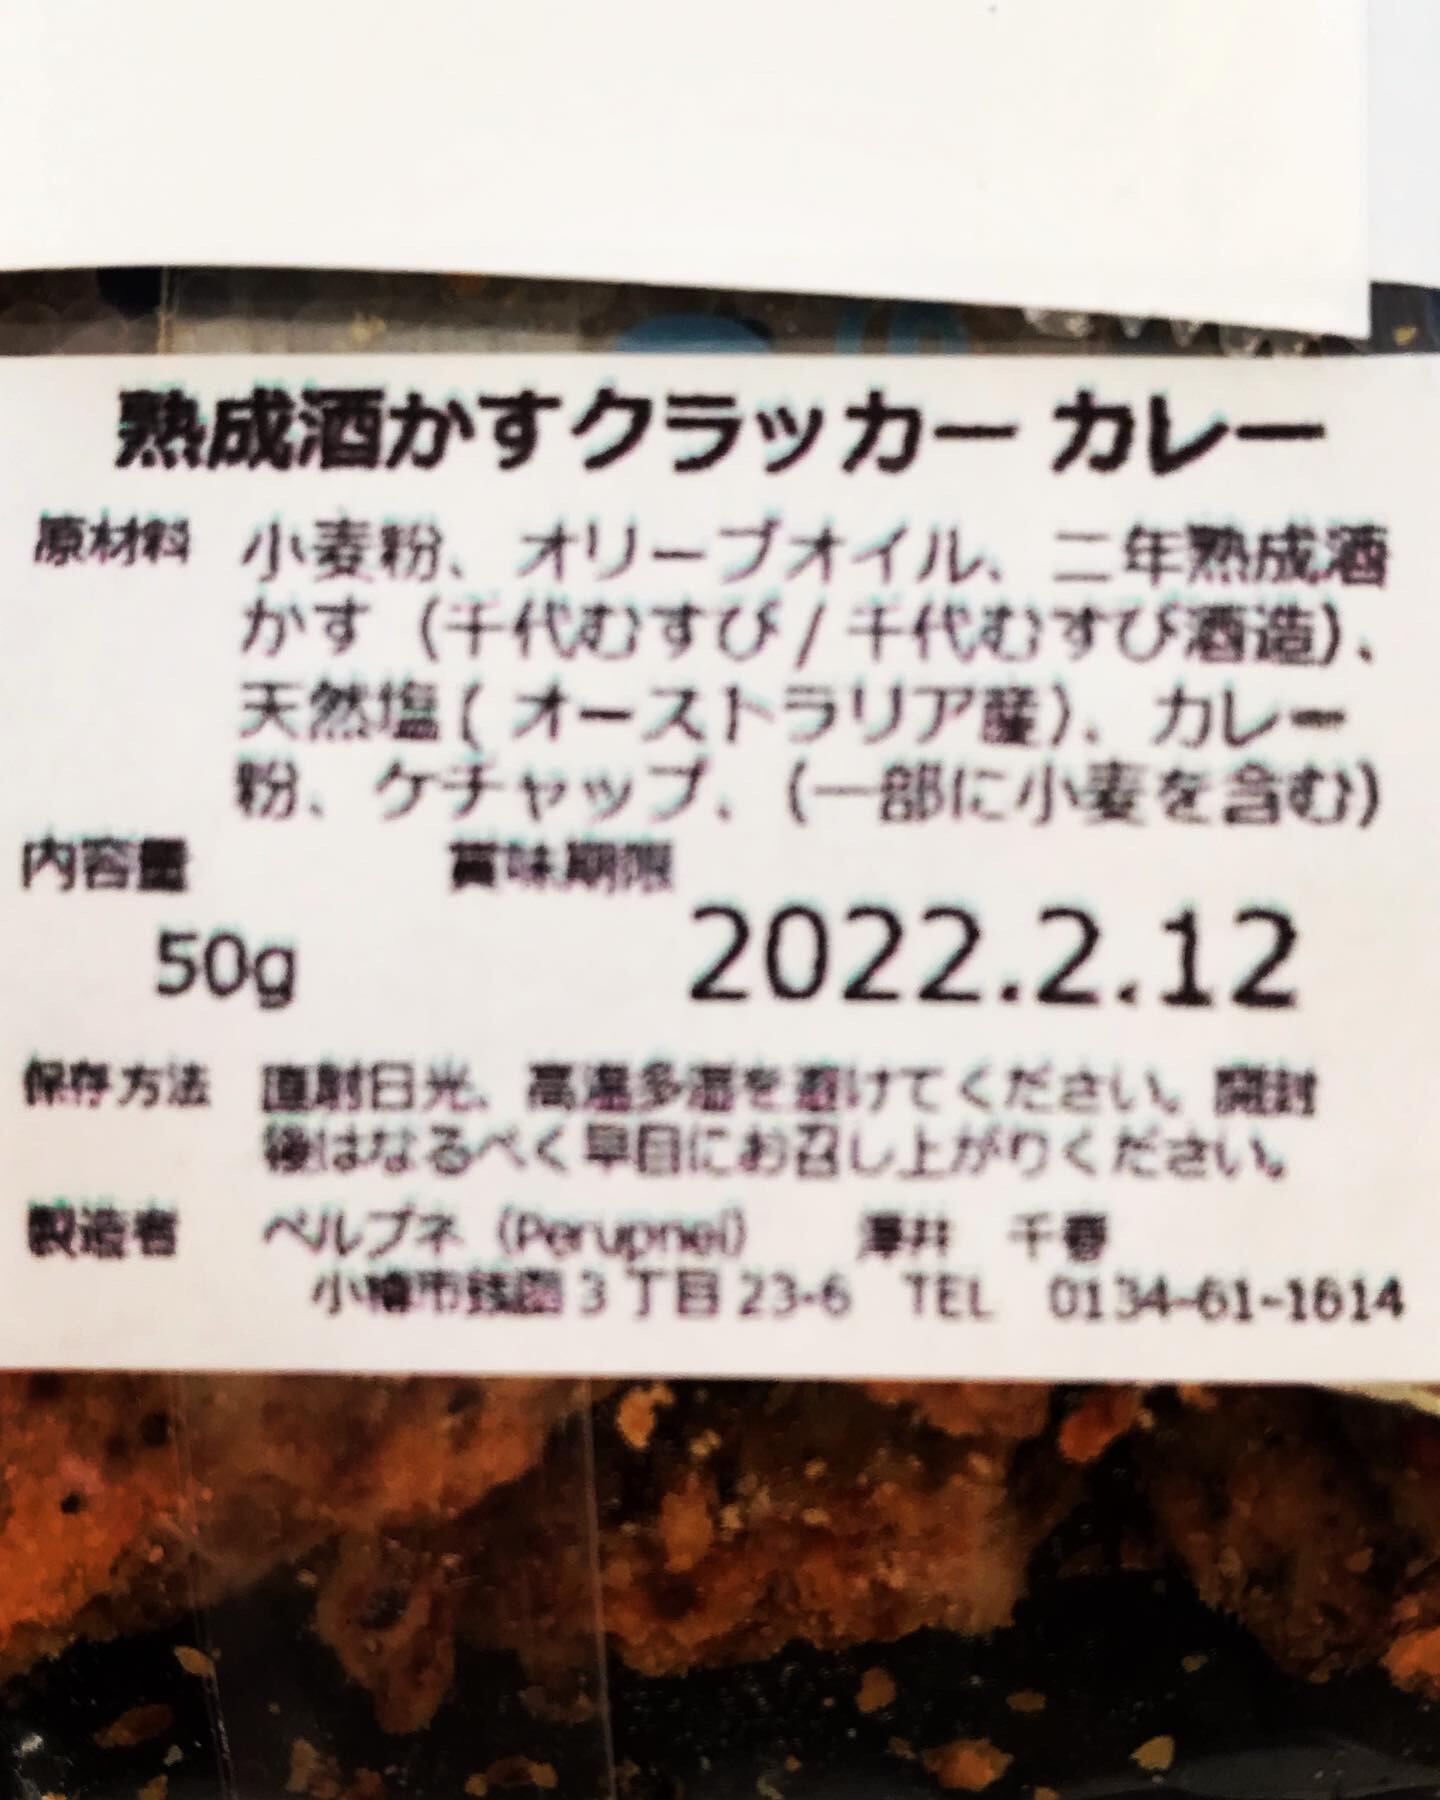 熟成酒かすクラッカー カレー
原材料 小麦粉、オリーブオイル、二年熟成酒
かす（千代むすび / 千代むすび酒造）、
天然塩( オーストラリア産)、カレー
粉、ケチャップ、(一部に小麦を含む)
内容量 賞味期限
50g 2022.2.12
保存方法 直射日光、高温多湿を避けてください。開封
後はなるべく早目にお召し上がりください。
製造者 ペルプネ（Perupnei） 澤井 千春
小樽市銭函3丁目23-6 TEL 0134-61-1614